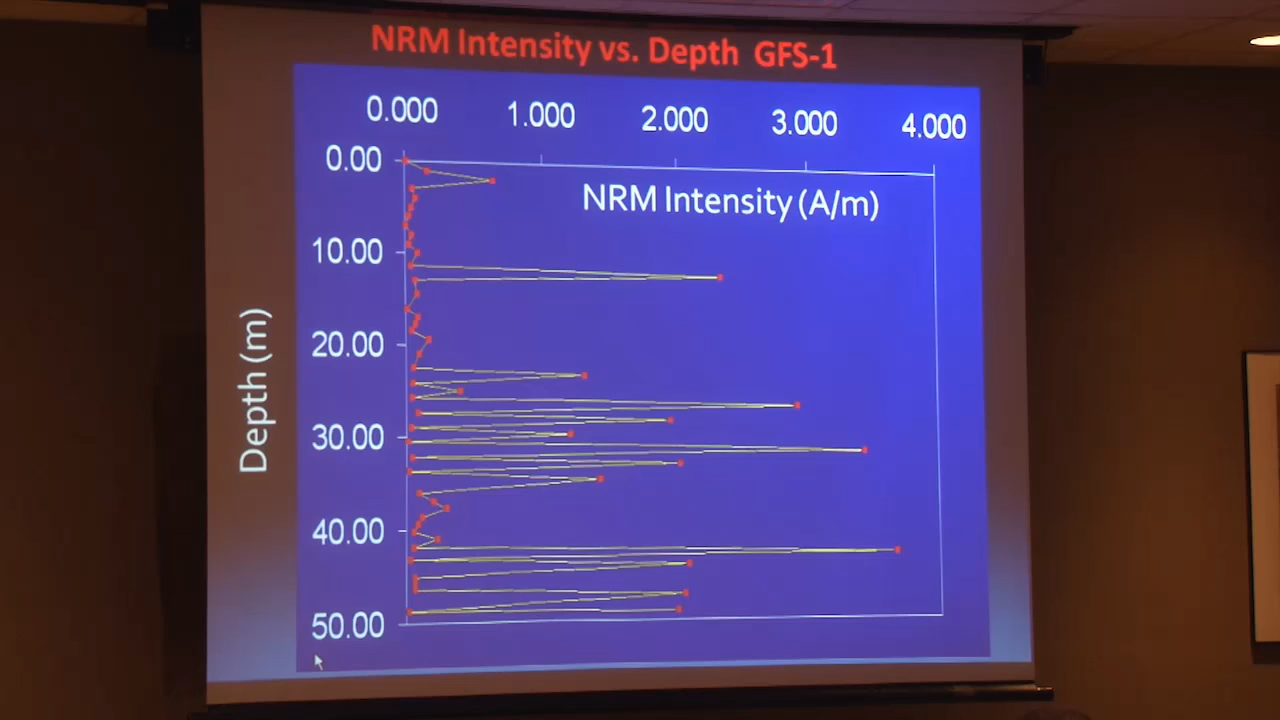 NRM Intensity vs. Depth GFS-1
0.000 1.000 2.000 3.000 4.000
0.00
NRM Intensity (A/m)
10.00
20.00
Depth (m)
30.00
40.00
50.00